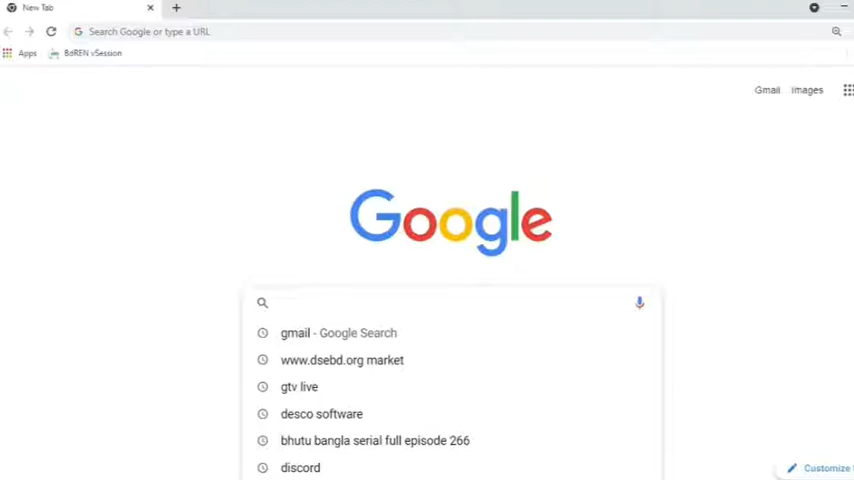 New Tab
Search Google or type a URL
Apps BdREN vSession
Gmail Images
Google
gmail - Google Search
www.dsebd.org market
gtv live
desco software
bhutu bangla serial full episode 266
discord
Customize